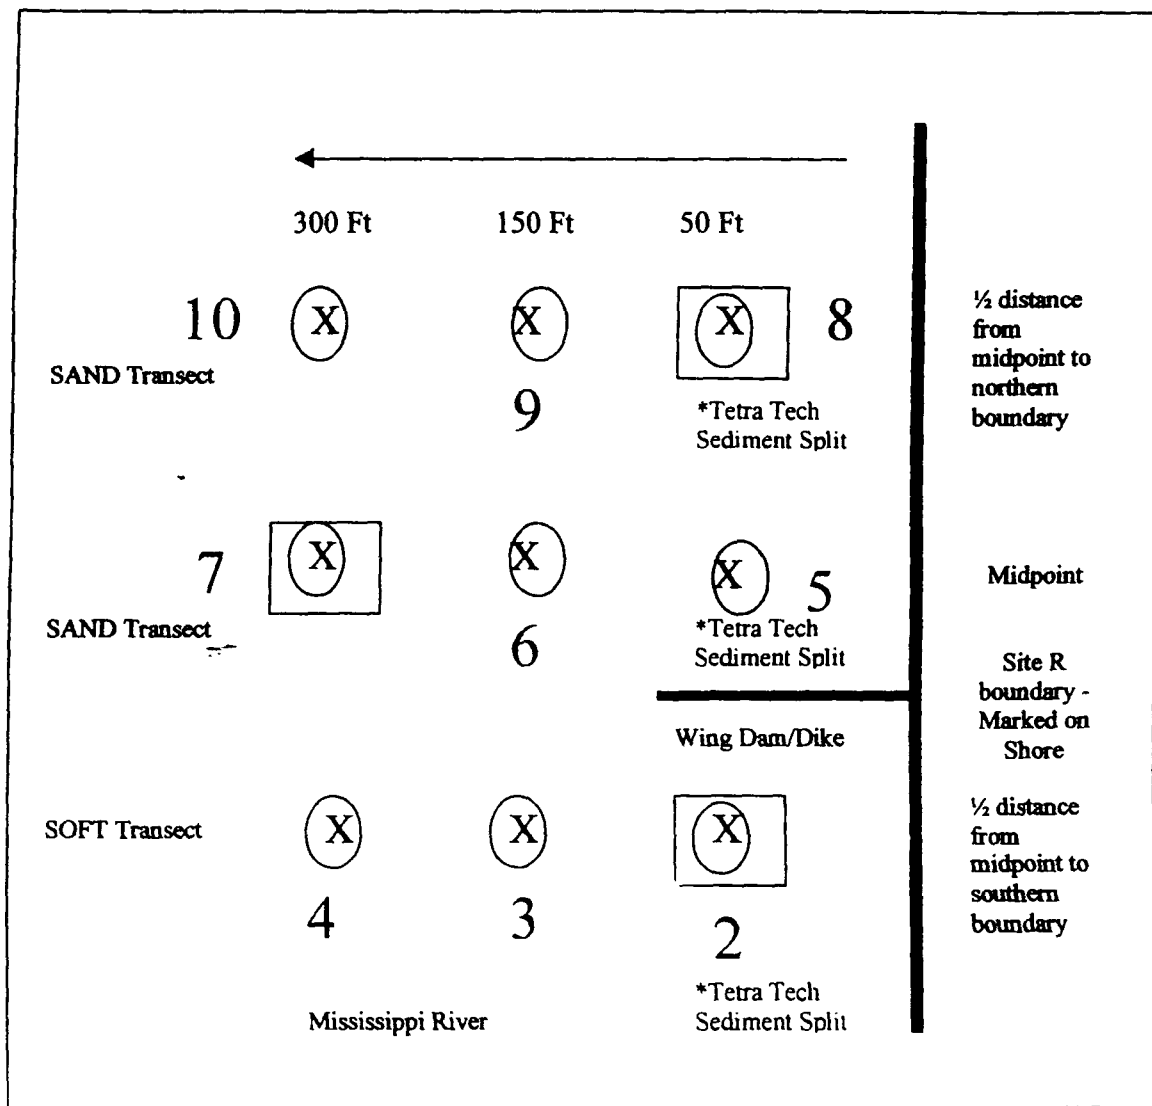 300 Ft
150 Ft
50 Ft
10
X
X
X
8
½ distance
from
midpoint to
northern
boundary
SAND Transect
9
*Tetra Tech
Sediment Split
7
X
X
X
5
Midpoint
SAND Transect
6
*Tetra Tech
Sediment Split
Site R
boundary -
Marked on
Shore
Wing Dam/Dike
SOFT Transect
X
X
X
½ distance
from
midpoint to
southern
boundary
4
3
2
*Tetra Tech
Sediment Split
Mississippi River